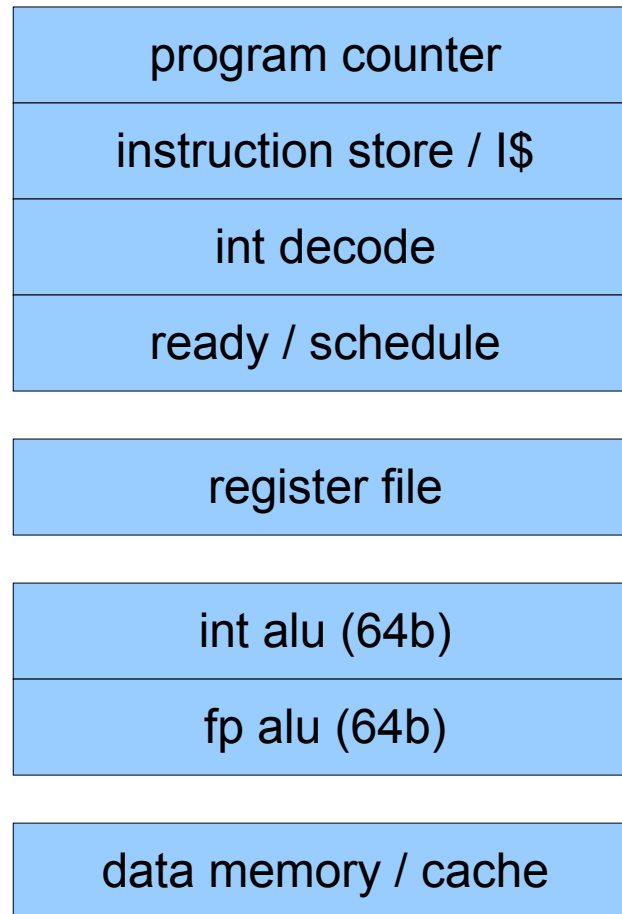 program counter
instruction store / I$
int decode
ready / schedule
register file
int alu (64b)
fp alu (64b)
data memory / cache